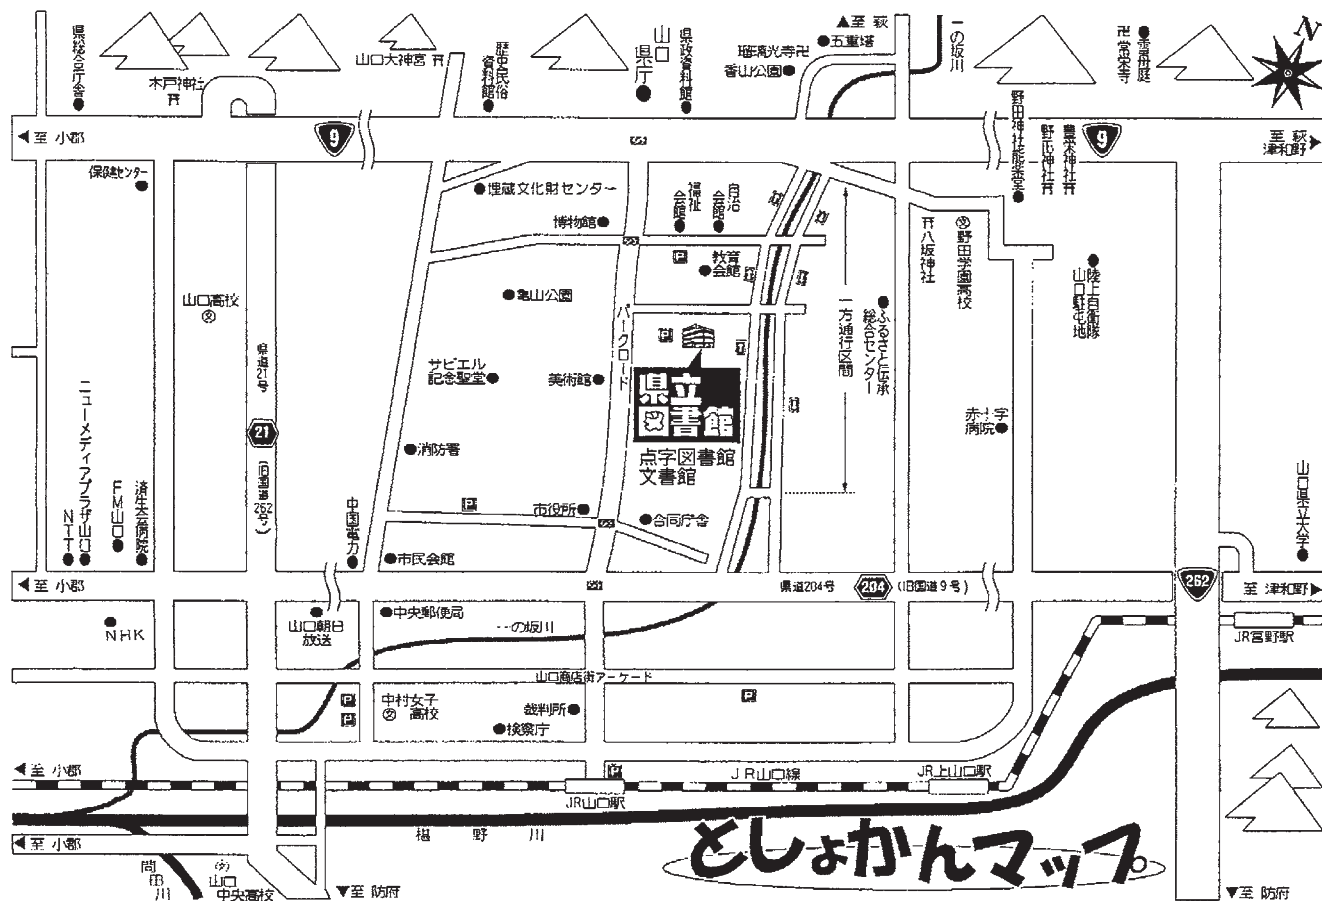 県総合庁舎
木戸神社
山口大神宮
歴史民俗
資料館
山口
県庁
県政資料館
▲至 萩
五重塔
瑠璃光寺
香山公園
一の坂川
常栄寺
雪舟庭
N
至 小郡
9
野田神社能楽堂
野田神社
豊栄神社
9
至 萩
津和野
保健センター
埋蔵文化財センター
博物館
福祉
会館
自治
会館
P
教育
会館
八坂神社
文 野田学園高校
陸上自衛隊
山口駐屯地
山口高校
文
亀山公園
パークロード
P
一方通行区間
ふるさと伝承
総合センター
県道21号
21
(旧国道262号)
サビエル
記念聖堂
美術館
県立
図書館
点字図書館
文書館
赤十字
病院
消防署
ニューメディアプラザ山口
NTT
FM山口
済生会病院
中国電力
P
市役所
合同庁舎
市民会館
山口県立大学
至 小郡
県道204号
204
(旧国道9号)
262
至 津和野
NHK
山口朝日
放送
中央郵便局
一の坂川
JR宮野駅
山口商店街アーケード
P
P
中村女子
文 高校
裁判所
検察庁
P
至 小郡
P
JR山口駅
JR山口線
JR上山口駅
至 小郡
椹野川
としょかんマップ
問田川
文
山口
中央高校
▼至 防府
▼至 防府